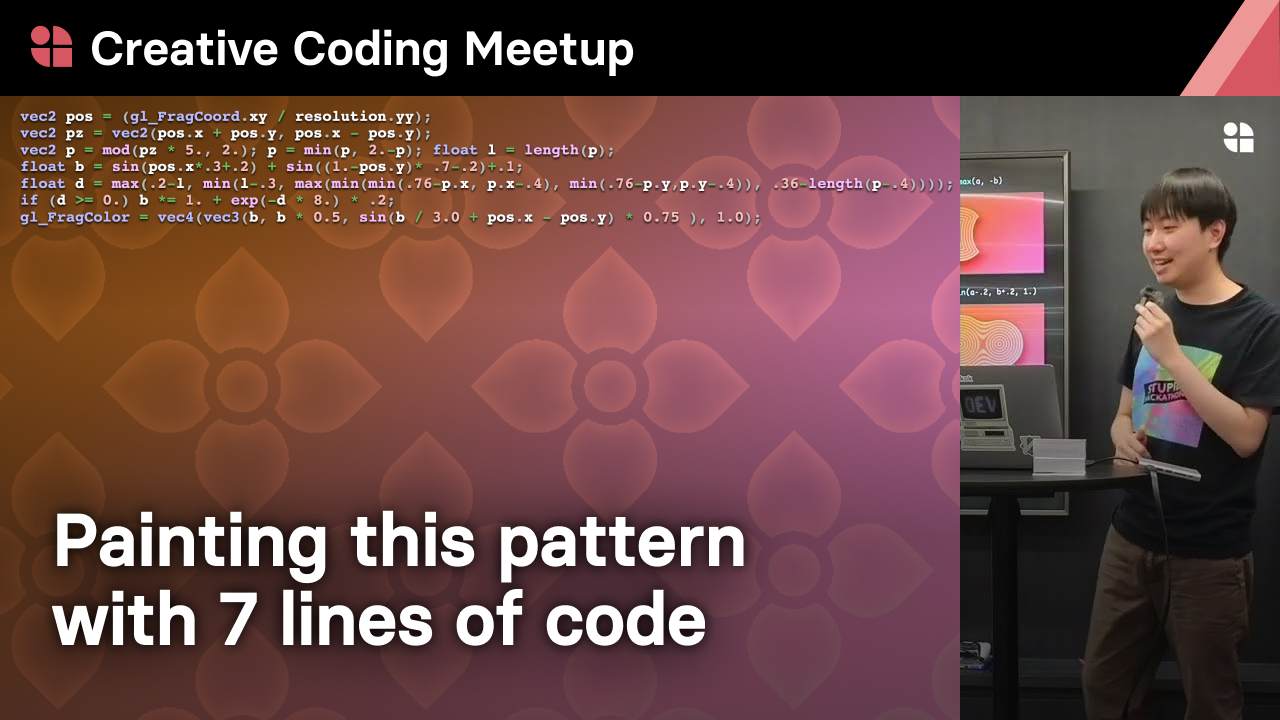 Creative Coding Meetup
vec2 pos = (gl_FragCoord.xy / resolution.yy);
vec2 pz = vec2(pos.x + pos.y, pos.x - pos.y);
vec2 p = mod(pz * 5., 2.); p = min(p, 2.-p); float l = length(p);
float b = sin(pos.x*.3+.2) + sin((1.-pos.y)* .7-.2)+.1;
float d = max(.2-l, min(l-.3, max(min(min(.76-p.x, p.x-.4), min(.76-p.y,p.y-.4)), .36-length(p-.4))));
if (d >= 0.) b *= 1. + exp(-d * 8.) * .2;
gl_FragColor = vec4(vec3(b, b * 0.5, sin(b / 3.0 + pos.x - pos.y) * 0.75 ), 1.0);
max(a, -b)
in(a-.2, b+.2, 1.)
DEV
STUPID
HACKATHON
Painting this pattern
with 7 lines of code